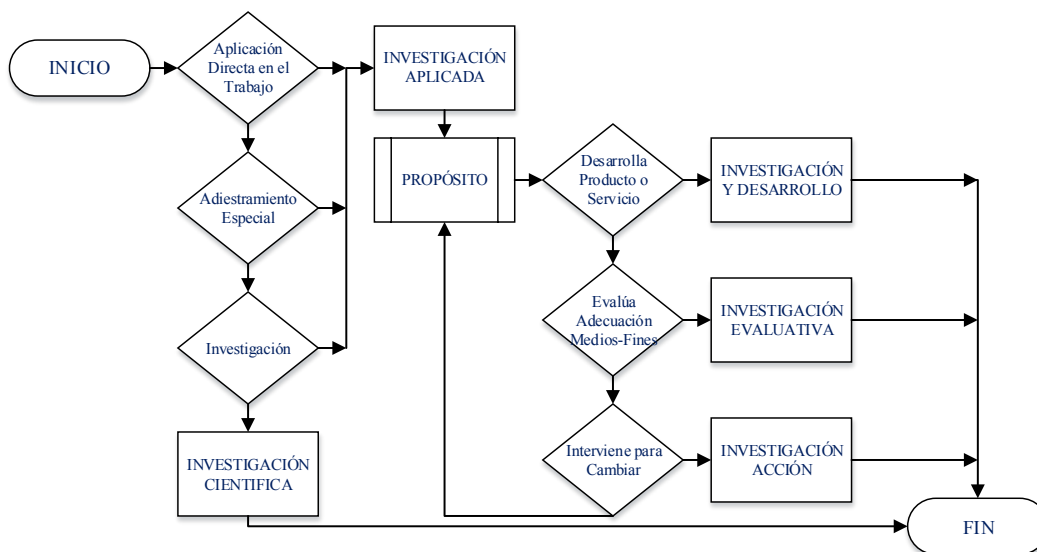 INICIO
Aplicación
Directa en el
Trabajo
INVESTIGACIÓN
APLICADA
Adiestramiento
Especial
PROPÓSITO
Desarrolla
Producto o
Servicio
INVESTIGACIÓN
Y DESARROLLO
Investigación
Evalúa
Adecuación
Medios-Fines
INVESTIGACIÓN
EVALUATIVA
INVESTIGACIÓN
CIENTIFICA
Interviene para
Cambiar
INVESTIGACIÓN
ACCIÓN
FIN